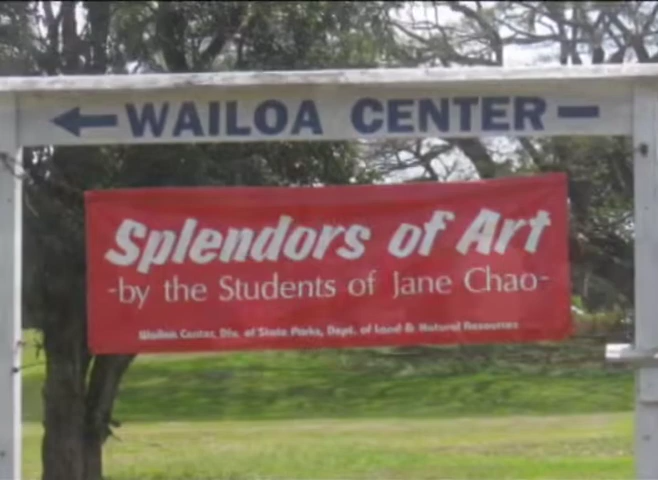 WAILOA CENTER
Splendors of Art
-by the Students of Jane Chao-
Wailoa Center, Div. of State Parks, Dept. of Land & Natural Resources